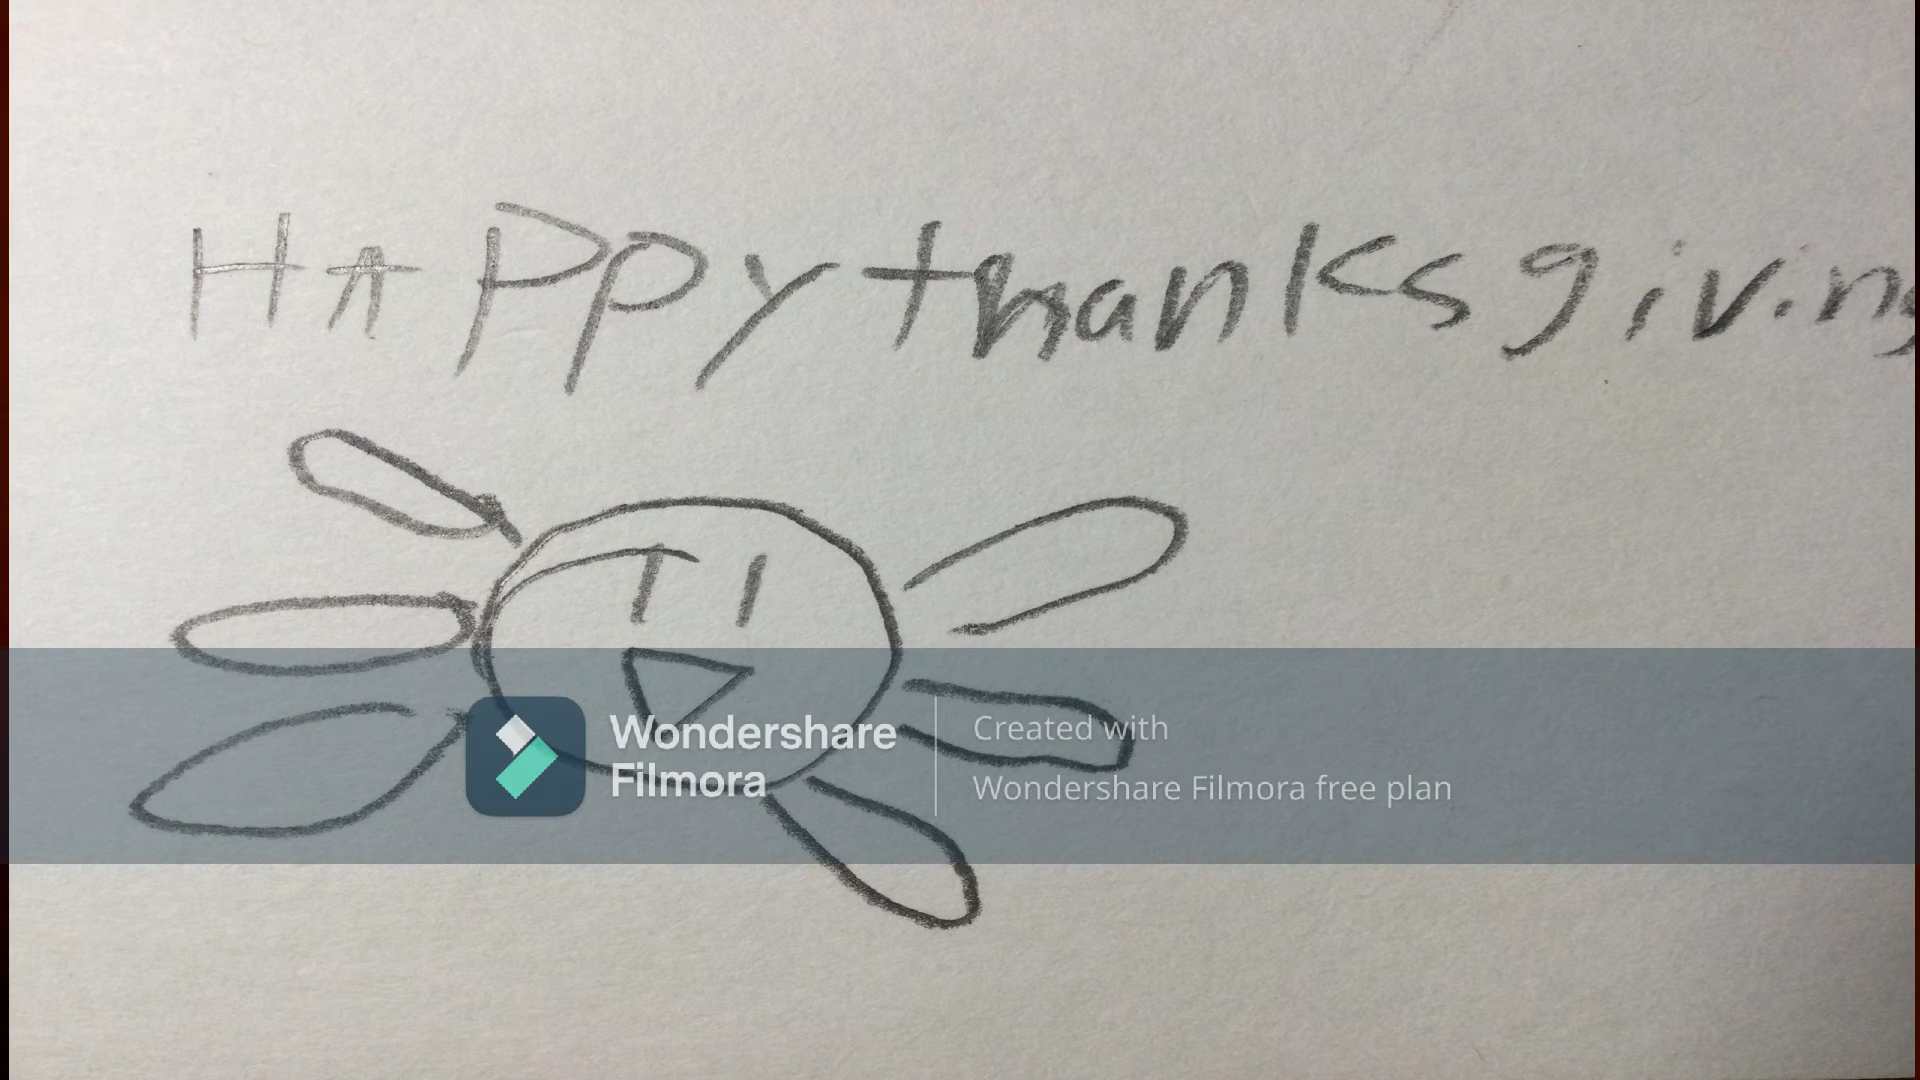 HAPpy thanksgiving
Wondershare
Filmora
Created with
Wondershare Filmora free plan